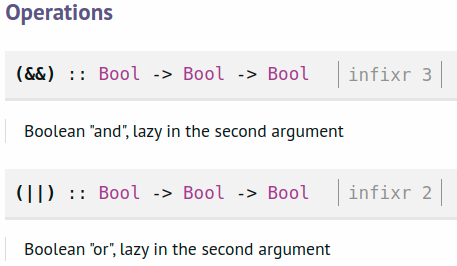 Operations
(&&) :: Bool -> Bool -> Bool | infixr 3 |
Boolean "and", lazy in the second argument
(||) :: Bool -> Bool -> Bool | infixr 2 |
Boolean "or", lazy in the second argument